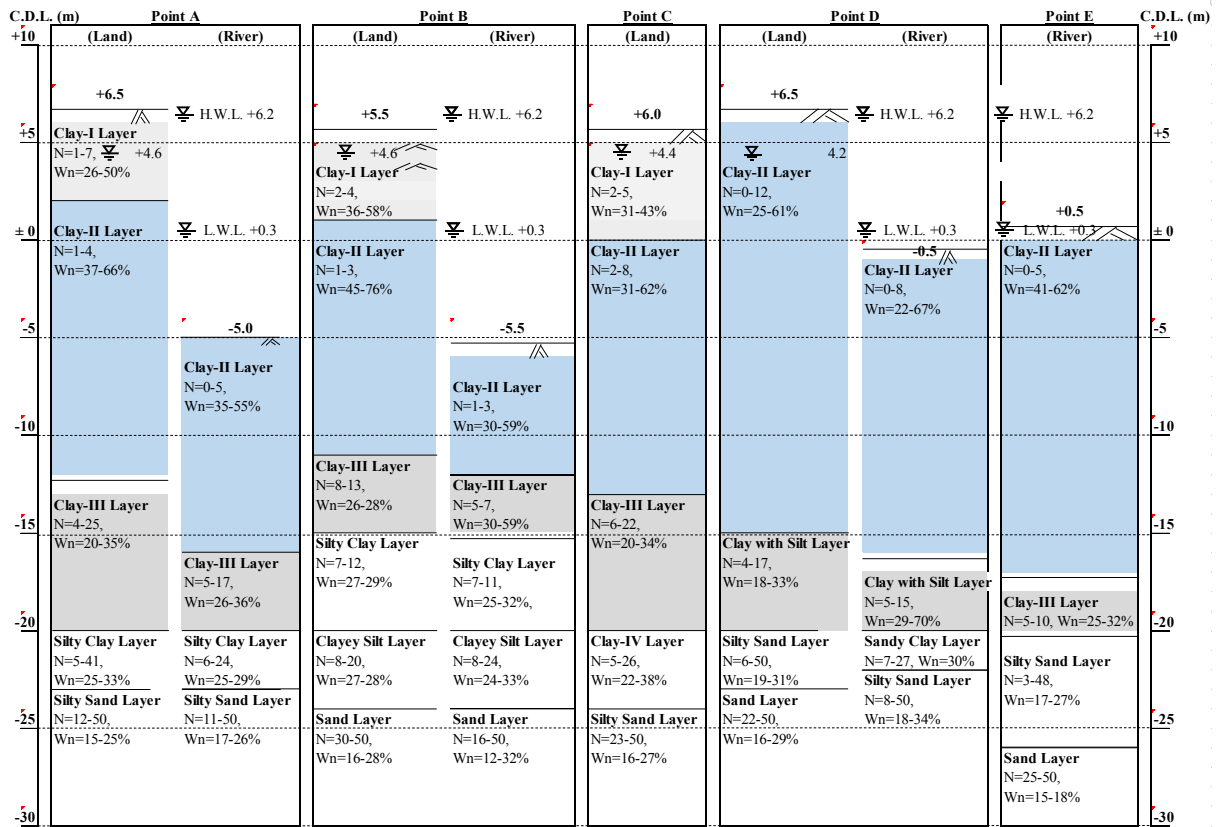 C.D.L. (m)
Point A
Point B
Point C
Point D
Point E
C.D.L. (m)
+10
(Land)
(River)
(Land)
(River)
(Land)
(Land)
(River)
(River)
+10
+6.5
H.W.L. +6.2
+5.5
H.W.L. +6.2
+6.0
+6.5
H.W.L. +6.2
H.W.L. +6.2
+5
Clay-I Layer
N=1-7,
+4.6
Wn=26-50%
+4.6
Clay-I Layer
N=2-4,
Wn=36-58%
+4.4
Clay-I Layer
N=2-5,
Wn=31-43%
4.2
Clay-II Layer
N=0-12,
Wn=25-61%
+5
± 0
Clay-II Layer
N=1-4,
Wn=37-66%
L.W.L. +0.3
Clay-II Layer
N=1-3,
Wn=45-76%
L.W.L. +0.3
Clay-II Layer
N=2-8,
Wn=31-62%
L.W.L. +0.3
-0.5
Clay-II Layer
N=0-8,
Wn=22-67%
+0.5
L.W.L. +0.3
Clay-II Layer
N=0-5,
Wn=41-62%
± 0
-5
-5.0
Clay-II Layer
N=0-5,
Wn=35-55%
-5.5
Clay-II Layer
N=1-3,
Wn=30-59%
-5
-10
-10
Clay-III Layer
N=4-25,
Wn=20-35%
Clay-III Layer
N=8-13,
Wn=26-28%
Clay-III Layer
N=5-7,
Wn=30-59%
Clay-III Layer
N=6-22,
Wn=20-34%
-15
Clay-III Layer
N=5-17,
Wn=26-36%
Silty Clay Layer
N=7-12,
Wn=27-29%
Silty Clay Layer
N=7-11,
Wn=25-32%,
Clay with Silt Layer
N=4-17,
Wn=18-33%
Clay with Silt Layer
N=5-15,
Wn=29-70%
Clay-III Layer
N=5-10, Wn=25-32%
-15
-20
Silty Clay Layer
N=5-41,
Wn=25-33%
Silty Clay Layer
N=6-24,
Wn=25-29%
Clayey Silt Layer
N=8-20,
Wn=27-28%
Clayey Silt Layer
N=8-24,
Wn=24-33%
Clay-IV Layer
N=5-26,
Wn=22-38%
Silty Sand Layer
N=6-50,
Wn=19-31%
Sandy Clay Layer
N=7-27, Wn=30%
Silty Sand Layer
N=3-48,
Wn=17-27%
-20
Silty Sand Layer
N=12-50,
Wn=15-25%
Silty Sand Layer
N=11-50,
Wn=17-26%
Sand Layer
N=30-50,
Wn=16-28%
Sand Layer
N=16-50,
Wn=12-32%
Silty Sand Layer
N=23-50,
Wn=16-27%
Sand Layer
N=22-50,
Wn=16-29%
Silty Sand Layer
N=8-50,
Wn=18-34%
-25
-25
Sand Layer
N=25-50,
Wn=15-18%
-30
-30